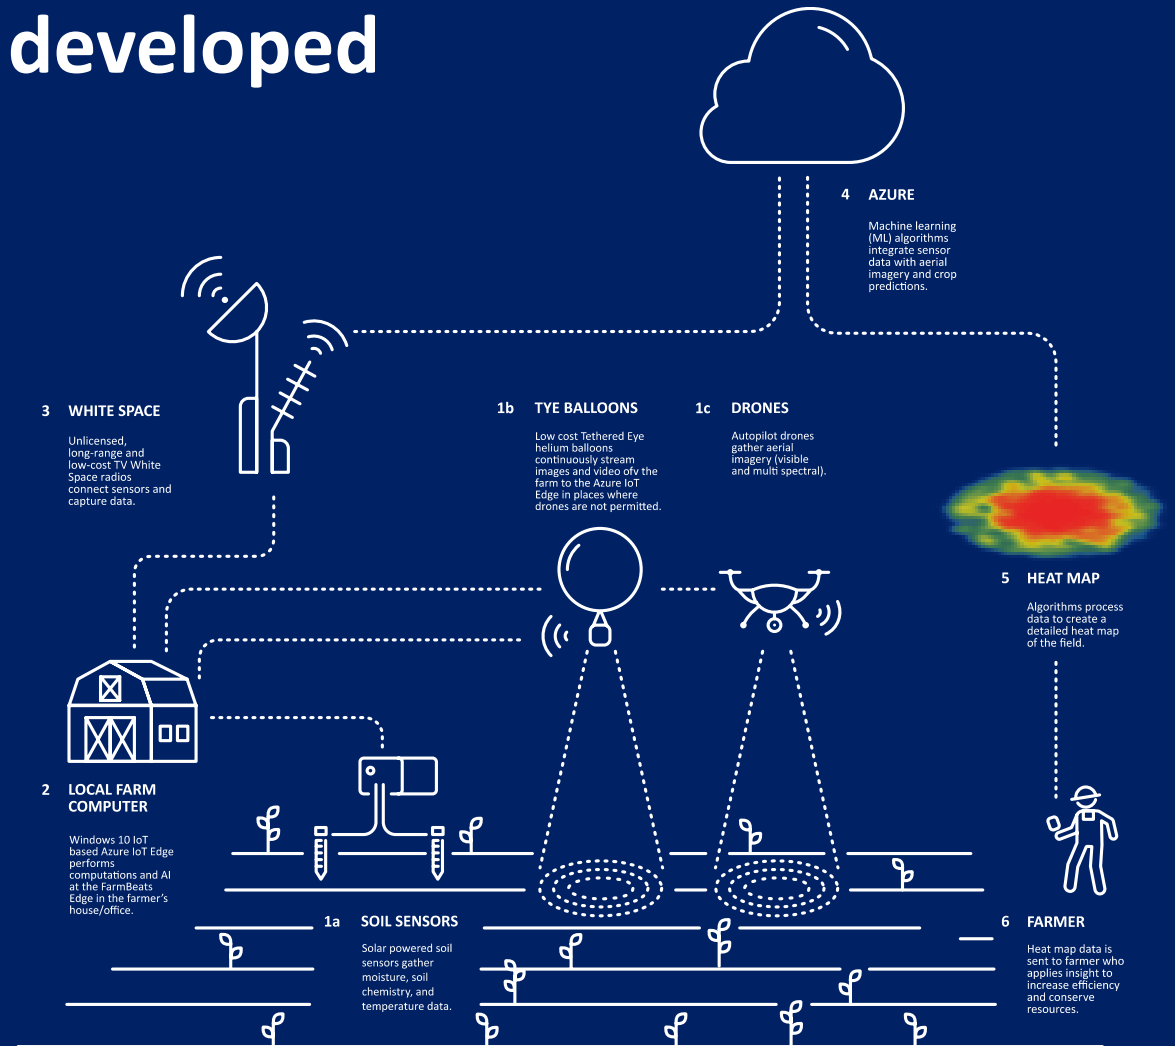 developed
4 AZURE
Machine learning
(ML) algorithms
integrate sensor
data with aerial
imagery and crop
predictions.
3 WHITE SPACE
Unlicensed,
long-range and
low-cost TV White
Space radios
connect sensors and
capture data.
1b TYE BALLOONS
Low cost Tethered Eye
helium balloons
continuously stream
images and video ofv the
farm to the Azure IoT
Edge in places where
drones are not permitted.
1c DRONES
Autopilot drones
gather aerial
imagery (visible
and multi spectral).
5 HEAT MAP
Algorithms process
data to create a
detailed heat map
of the field.
2 LOCAL FARM
COMPUTER
Windows 10 IoT
based Azure IoT Edge
performs
computations and AI
at the FarmBeats
Edge in the farmer's
house/office.
1a SOIL SENSORS
Solar powered soil
sensors gather
moisture, soil
chemistry, and
temperature data.
6 FARMER
Heat map data is
sent to farmer who
applies insight to
increase efficiency
and conserve
resources.